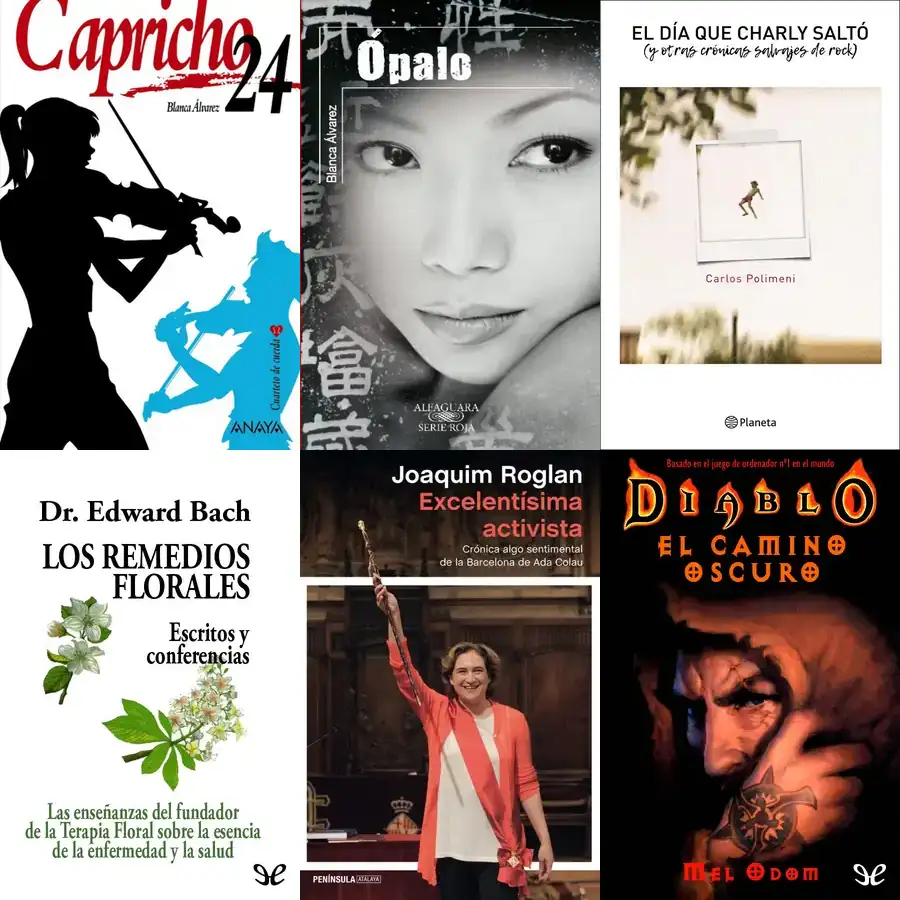 Capricho
24
Blanca Álvarez
Cuarteto de cuerda
ANAYA
Ópalo
Blanca Álvarez
ALFAGUARA
SERIE ROJA
EL DÍA QUE CHARLY SALTÓ
(y otras crónicas salvajes de rock)
Carlos Polimeni
Planeta
Dr. Edward Bach
LOS REMEDIOS
FLORALES
Escritos y
conferencias
Las enseñanzas del fundador
de la Terapia Floral sobre la esencia
de la enfermedad y la salud
Joaquim Roglan
Excelentísima
activista
Crónica algo sentimental
de la Barcelona de Ada Colau
PENÍNSULA ATALAYA
Basado en el juego de ordenador nº1 en el mundo
DIABLO
EL CAMINO
OSCURO
MEL ODOM